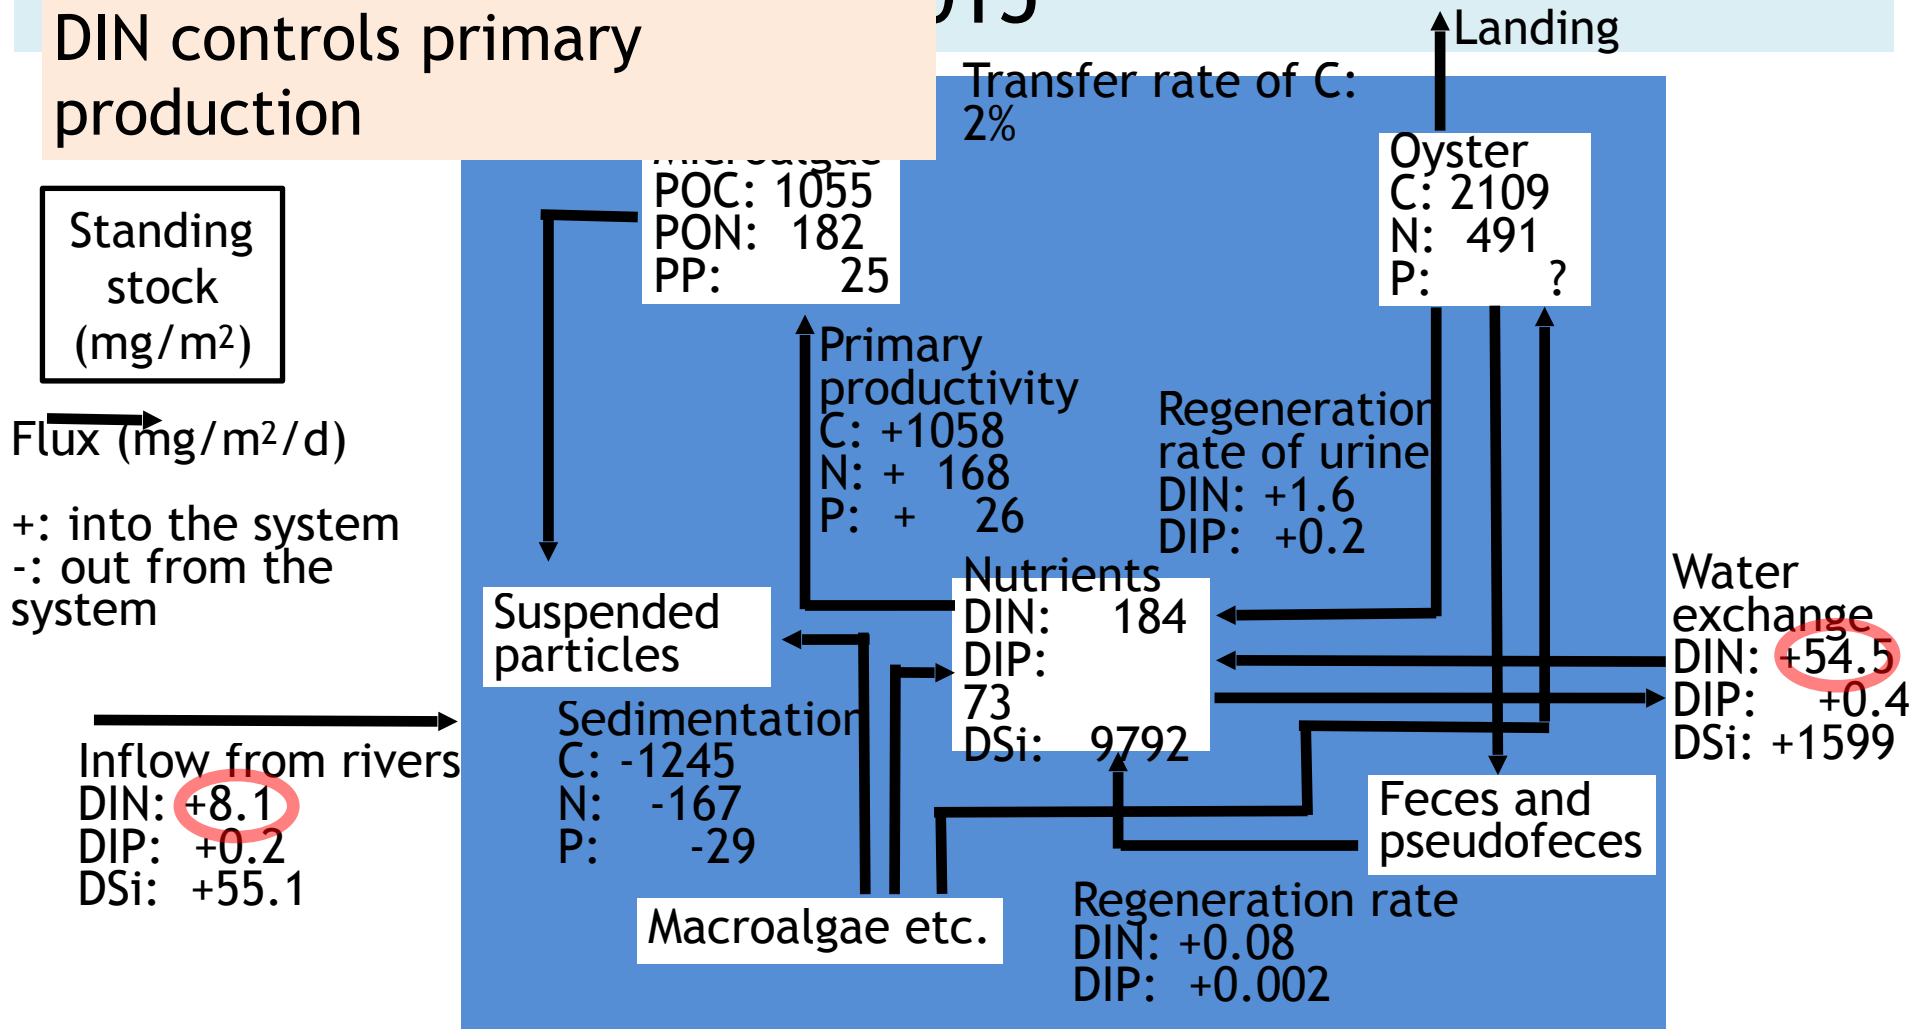 DIN controls primary
production
Landing
Transfer rate of C:
2%
Oyster
C: 2109
N: 491
P: ?
POC: 1055
PON: 182
PP: 25
Standing
stock
(mg/m²)
Flux (mg/m²/d)
+: into the system
-: out from the
system
Primary
productivity
C: +1058
N: + 168
P: + 26
Regeneration
rate of urine
DIN: +1.6
DIP: +0.2
Nutrients
DIN: 184
DIP:
73
DSi: 9792
Suspended
particles
Water
exchange
DIN: +54.5
DIP: +0.4
DSi: +1599
Sedimentation
C: -1245
N: -167
P: -29
Inflow from rivers
DIN: +8.1
DIP: +0.2
DSi: +55.1
Feces and
pseudofeces
Macroalgae etc.
Regeneration rate
DIN: +0.08
DIP: +0.002